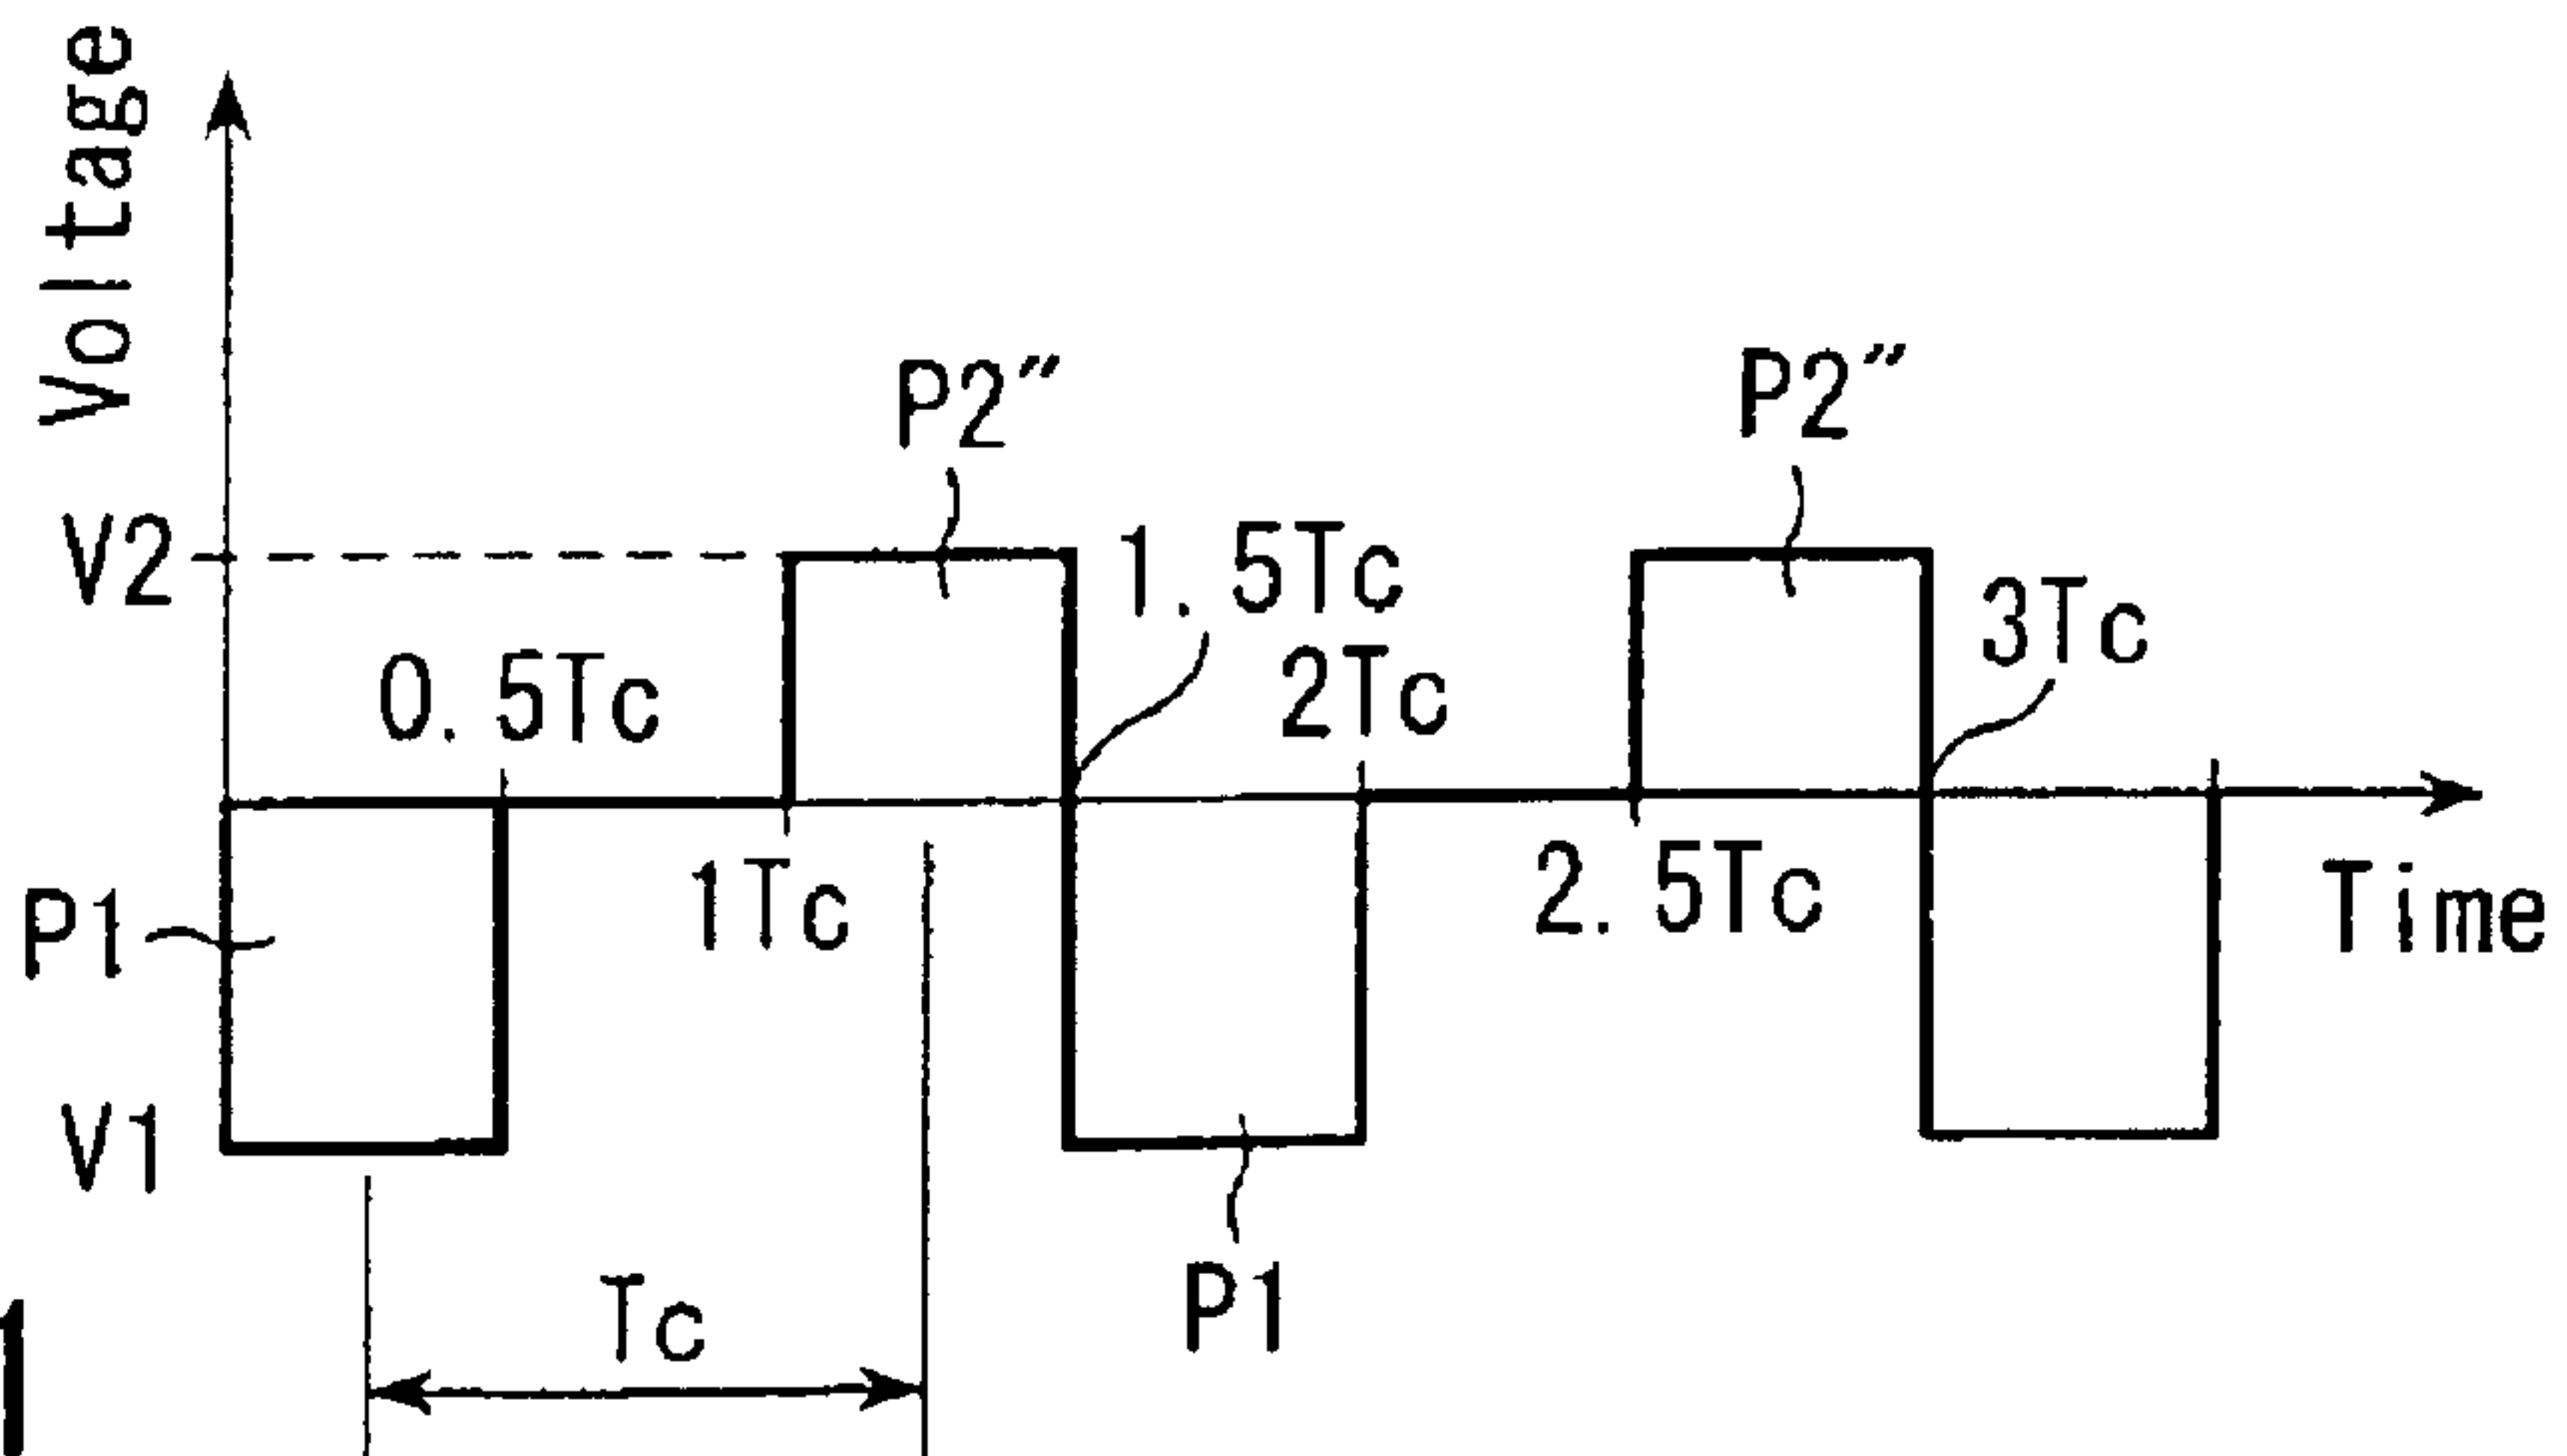 Voltage
P2″
P2″
V2
1.5Tc
3Tc
0.5Tc
2Tc
1Tc
2.5Tc
Time
P1
V1
P1
Tc
1